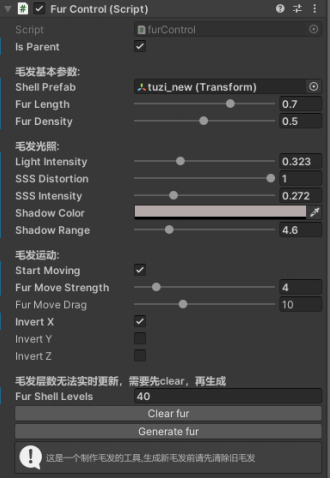 Fur Control (Script)
Script furControl
Is Parent
毛发基本参数:
Shell Prefab tuzi_new (Transform)
Fur Length 0.7
Fur Density 0.5
毛发光照:
Light Intensity 0.323
SSS Distortion 1
SSS Intensity 0.272
Shadow Color
Shadow Range 4.6
毛发运动:
Start Moving
Fur Move Strength 4
Fur Move Drag 10
Invert X
Invert Y
Invert Z
毛发层数无法实时更新，需要先clear，再生成
Fur Shell Levels 40
Clear fur
Generate fur
这是一个制作毛发的工具,生成新毛发前请先清除旧毛发